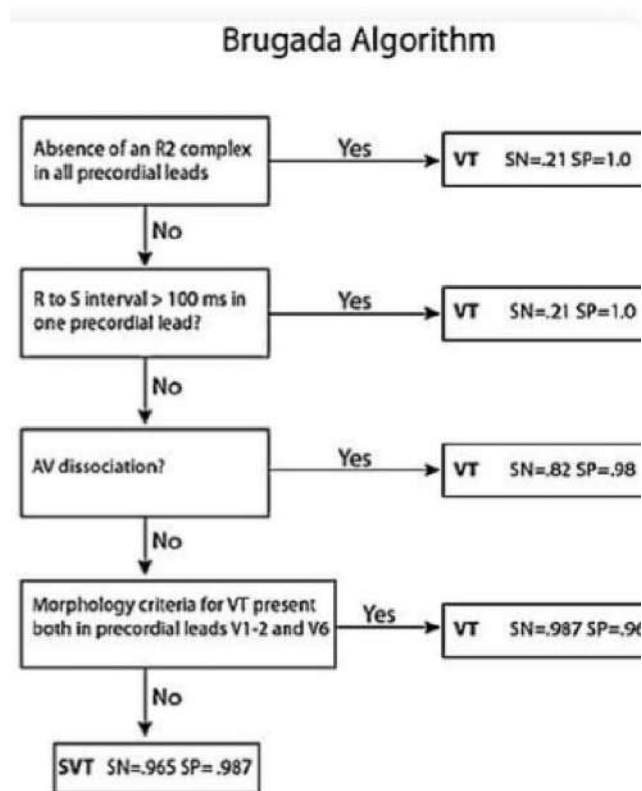 Brugada Algorithm
Absence of an R2 complex
in all precordial leads
Yes
VT SN=.21 SP=1.0
No
R to S interval > 100 ms in
one precordial lead?
Yes
VT SN=.21 SP=1.0
No
AV dissociation?
Yes
VT SN=.82 SP=.98
No
Morphology criteria for VT present
both in precordial leads V1-2 and V6
Yes
VT SN=.987 SP=.96
No
SVT SN=.965 SP=.987